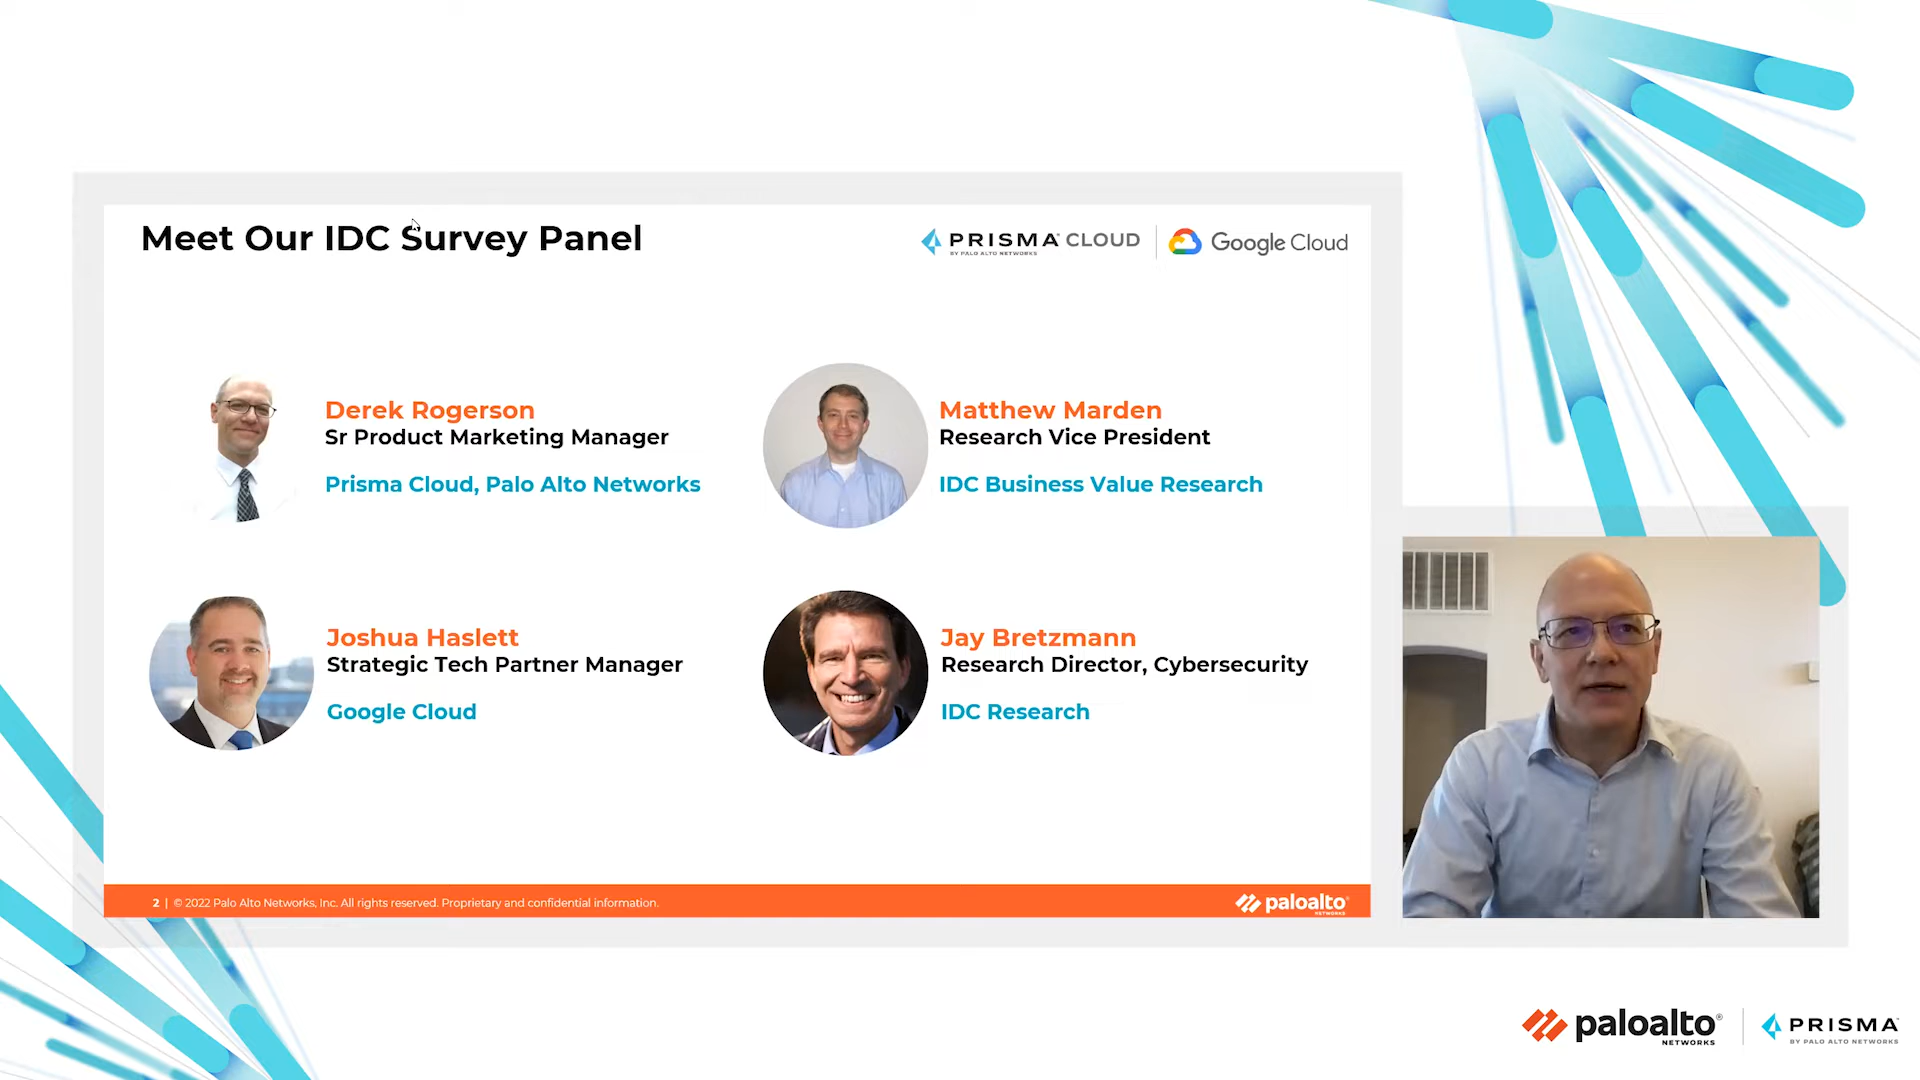 Meet Our IDC Survey Panel
PRISMA CLOUD
BY PALO ALTO NETWORKS
Google Cloud
Derek Rogerson
Sr Product Marketing Manager
Prisma Cloud, Palo Alto Networks
Matthew Marden
Research Vice President
IDC Business Value Research
Joshua Haslett
Strategic Tech Partner Manager
Google Cloud
Jay Bretzmann
Research Director, Cybersecurity
IDC Research
2 | © 2022 Palo Alto Networks, Inc. All rights reserved. Proprietary and confidential information.
paloalto
NETWORKS
paloalto®
NETWORKS
PRISMA
BY PALO ALTO NETWORKS